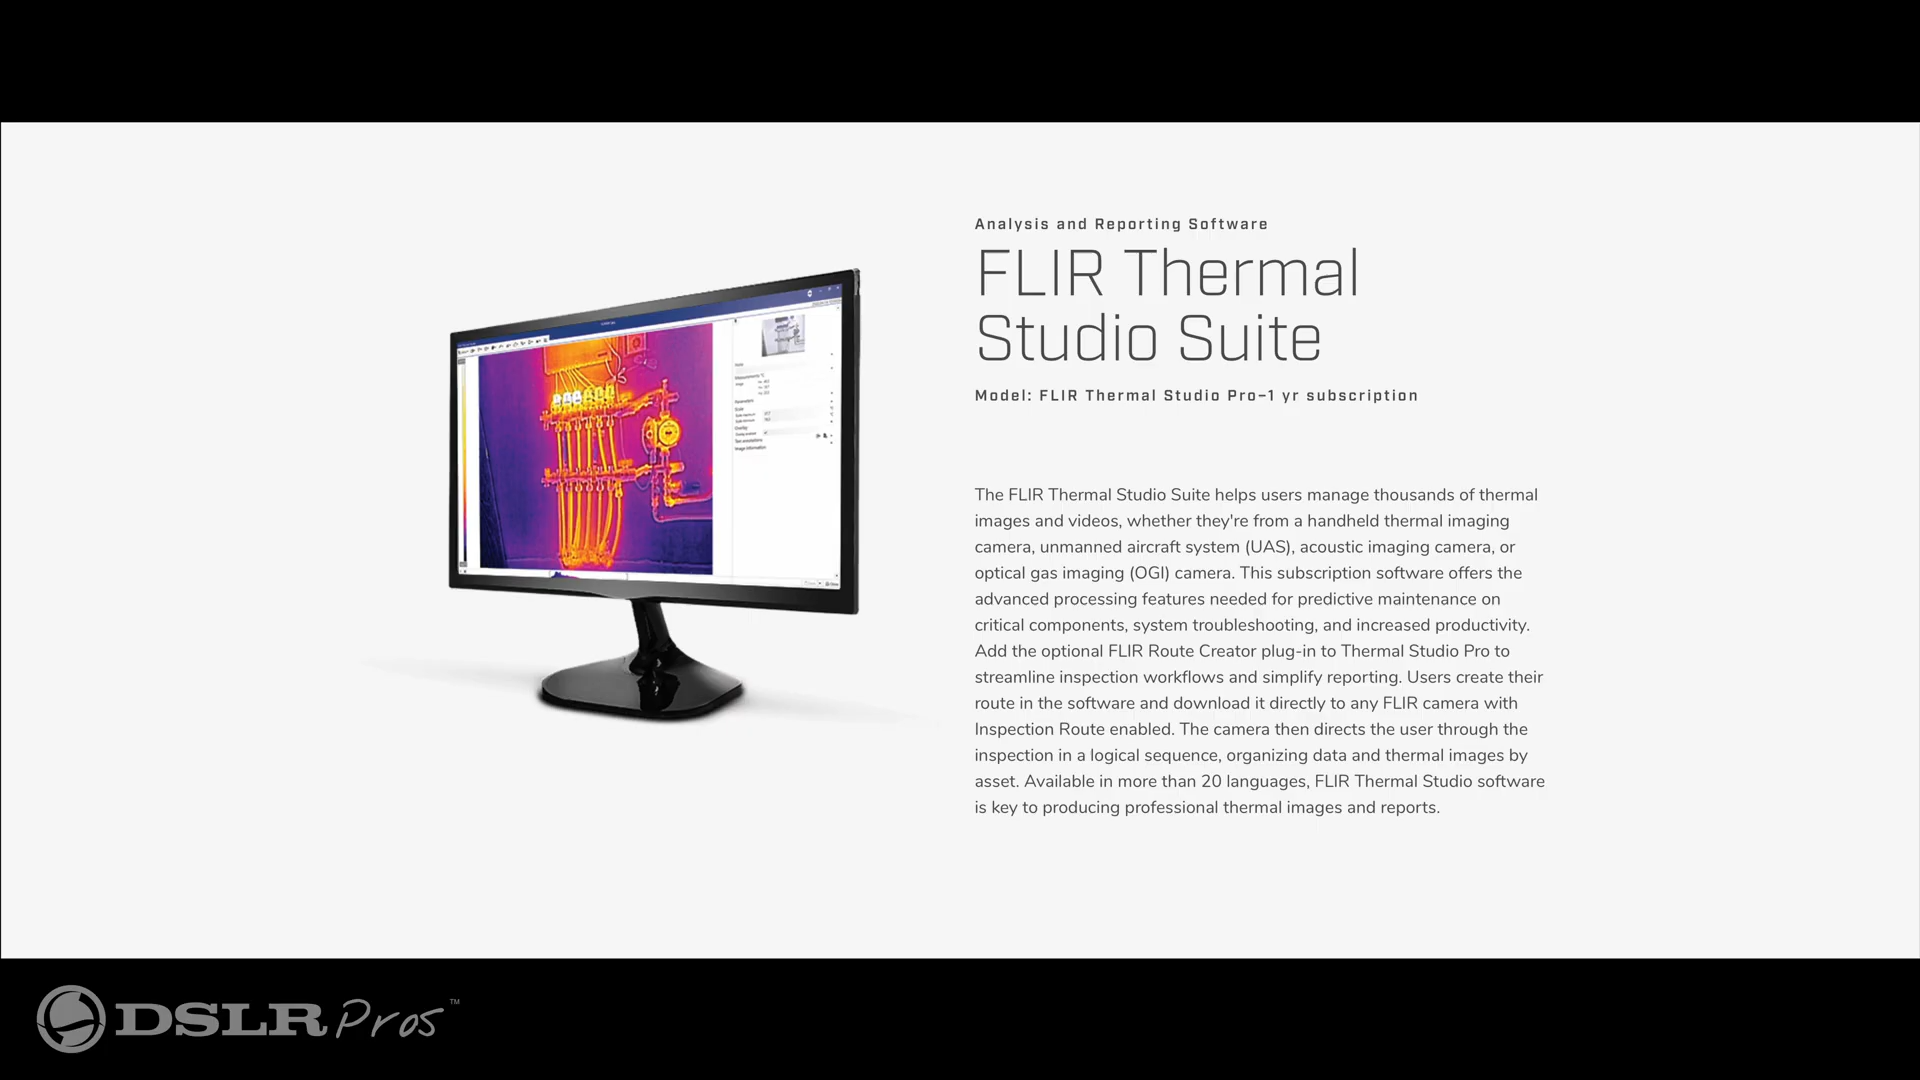 Analysis and Reporting Software
FLIR Thermal
Studio Suite
Model: FLIR Thermal Studio Pro–1 yr subscription
The FLIR Thermal Studio Suite helps users manage thousands of thermal
images and videos, whether they're from a handheld thermal imaging
camera, unmanned aircraft system (UAS), acoustic imaging camera, or
optical gas imaging (OGI) camera. This subscription software offers the
advanced processing features needed for predictive maintenance on
critical components, system troubleshooting, and increased productivity.
Add the optional FLIR Route Creator plug-in to Thermal Studio Pro to
streamline inspection workflows and simplify reporting. Users create their
route in the software and download it directly to any FLIR camera with
Inspection Route enabled. The camera then directs the user through the
inspection in a logical sequence, organizing data and thermal images by
asset. Available in more than 20 languages, FLIR Thermal Studio software
is key to producing professional thermal images and reports.
DSLR Pros™